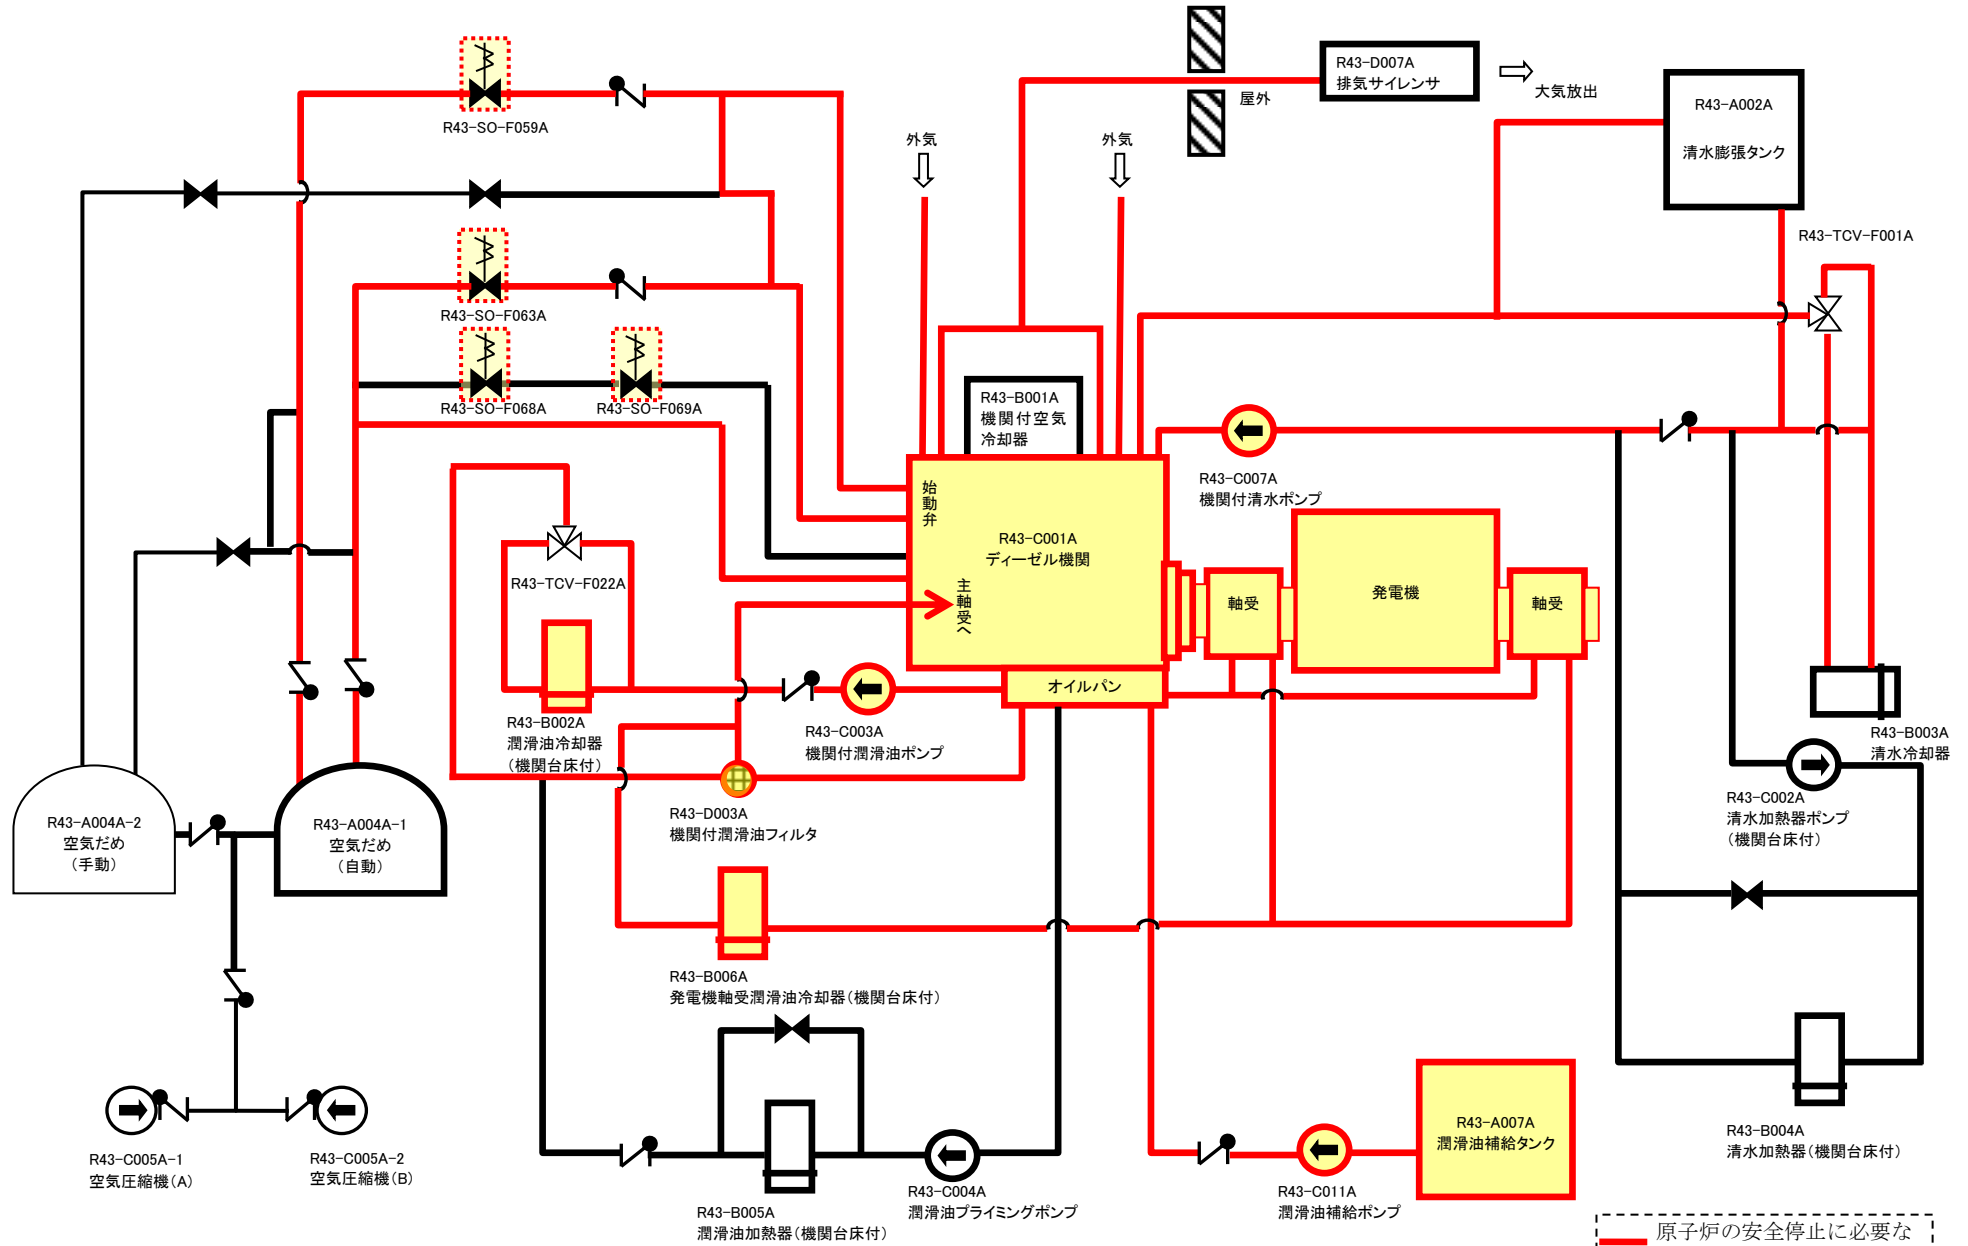 R43-D007A
排気サイレンサ
大気放出
屋外
R43-A002A
清水膨張タンク
R43-SO-F059A
外気
外気
R43-TCV-F001A
R43-SO-F063A
R43-SO-F068A
R43-SO-F069A
R43-B001A
機関付空気
冷却器
R43-C007A
機関付清水ポンプ
始動弁
R43-C001A
ディーゼル機関
主軸受へ
R43-TCV-F022A
軸受
発電機
軸受
オイルパン
R43-B002A
潤滑油冷却器
(機関台床付)
R43-C003A
機関付潤滑油ポンプ
R43-B003A
清水冷却器
R43-D003A
機関付潤滑油フィルタ
R43-C002A
清水加熱器ポンプ
(機関台床付)
R43-A004A-2
空気だめ
(手動)
R43-A004A-1
空気だめ
(自動)
R43-B006A
発電機軸受潤滑油冷却器(機関台床付)
R43-A007A
潤滑油補給タンク
R43-B004A
清水加熱器(機関台床付)
R43-C005A-1
空気圧縮機(A)
R43-C005A-2
空気圧縮機(B)
R43-B005A
潤滑油加熱器(機関台床付)
R43-C004A
潤滑油プライミングポンプ
R43-C011A
潤滑油補給ポンプ
原子炉の安全停止に必要な